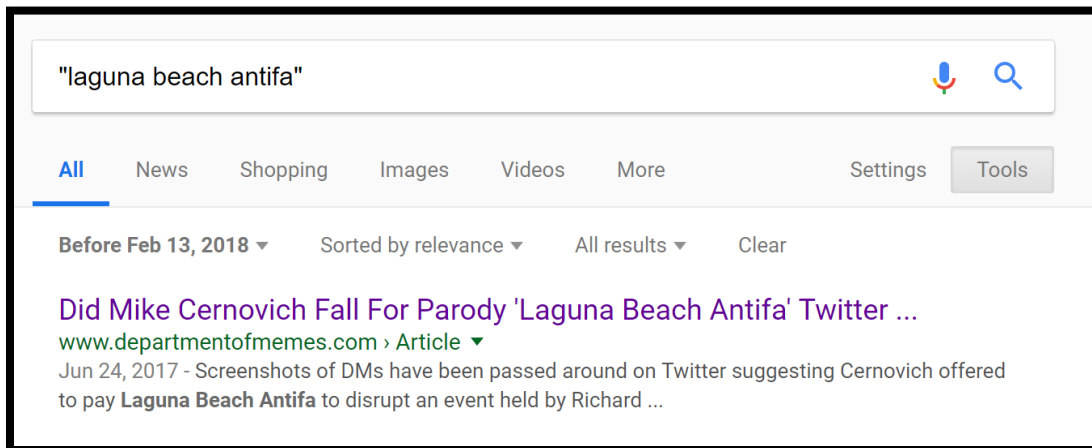 "laguna beach antifa"
All News Shopping Images Videos More Settings Tools
Before Feb 13, 2018 Sorted by relevance All results Clear
Did Mike Cernovich Fall For Parody 'Laguna Beach Antifa' Twitter ...
www.departmentofmemes.com › Article
Jun 24, 2017 - Screenshots of DMs have been passed around on Twitter suggesting Cernovich offered
to pay Laguna Beach Antifa to disrupt an event held by Richard ...